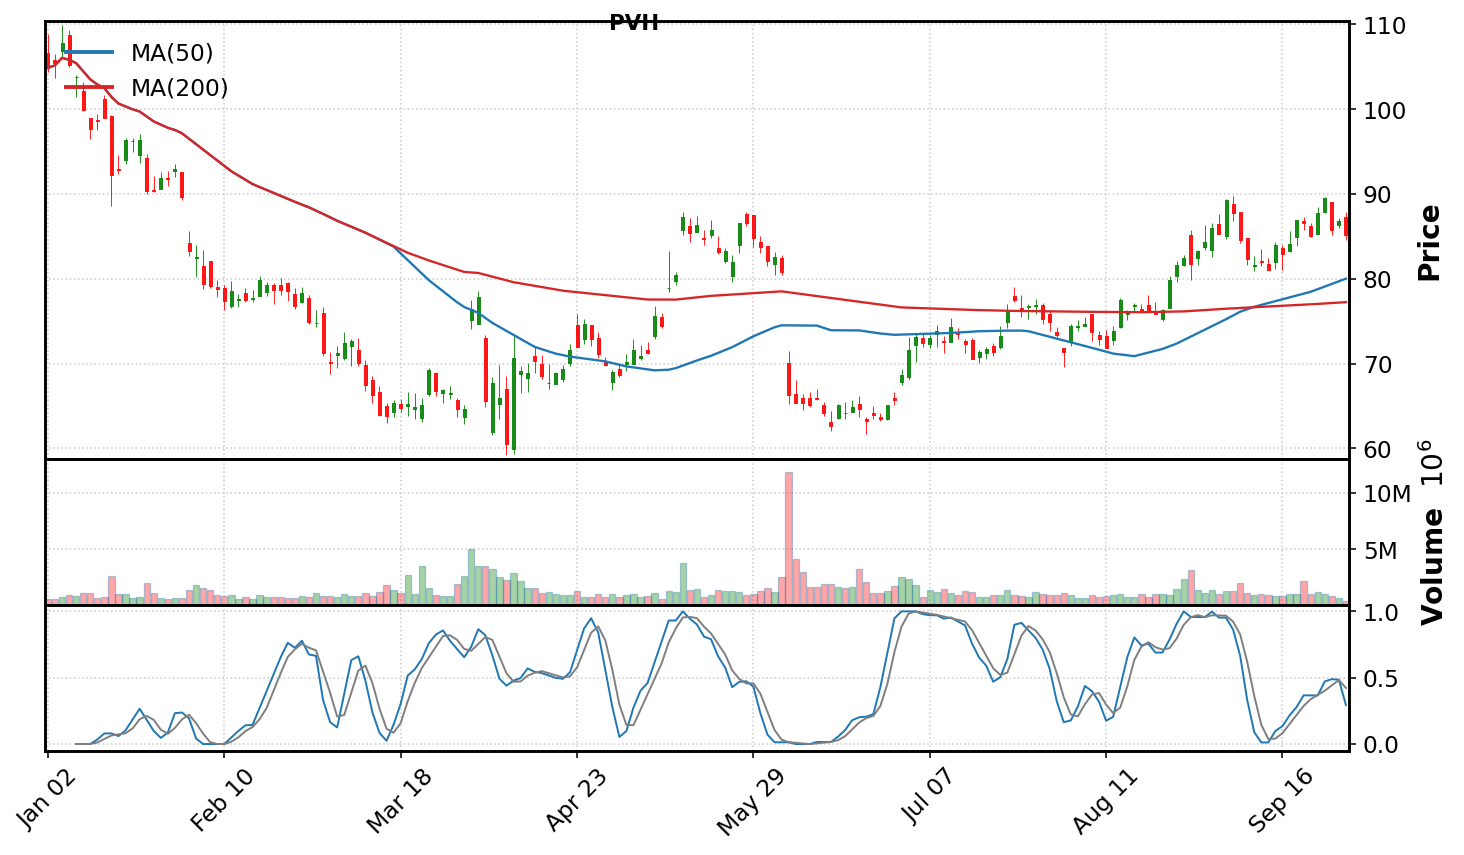 PVH
MA(50)
MA(200)
110
100
90
80
70
60
Price
10M
5M
Volume 10^6
1.0
0.5
0.0
Jan 02
Feb 10
Mar 18
Apr 23
May 29
Jul 07
Aug 11
Sep 16